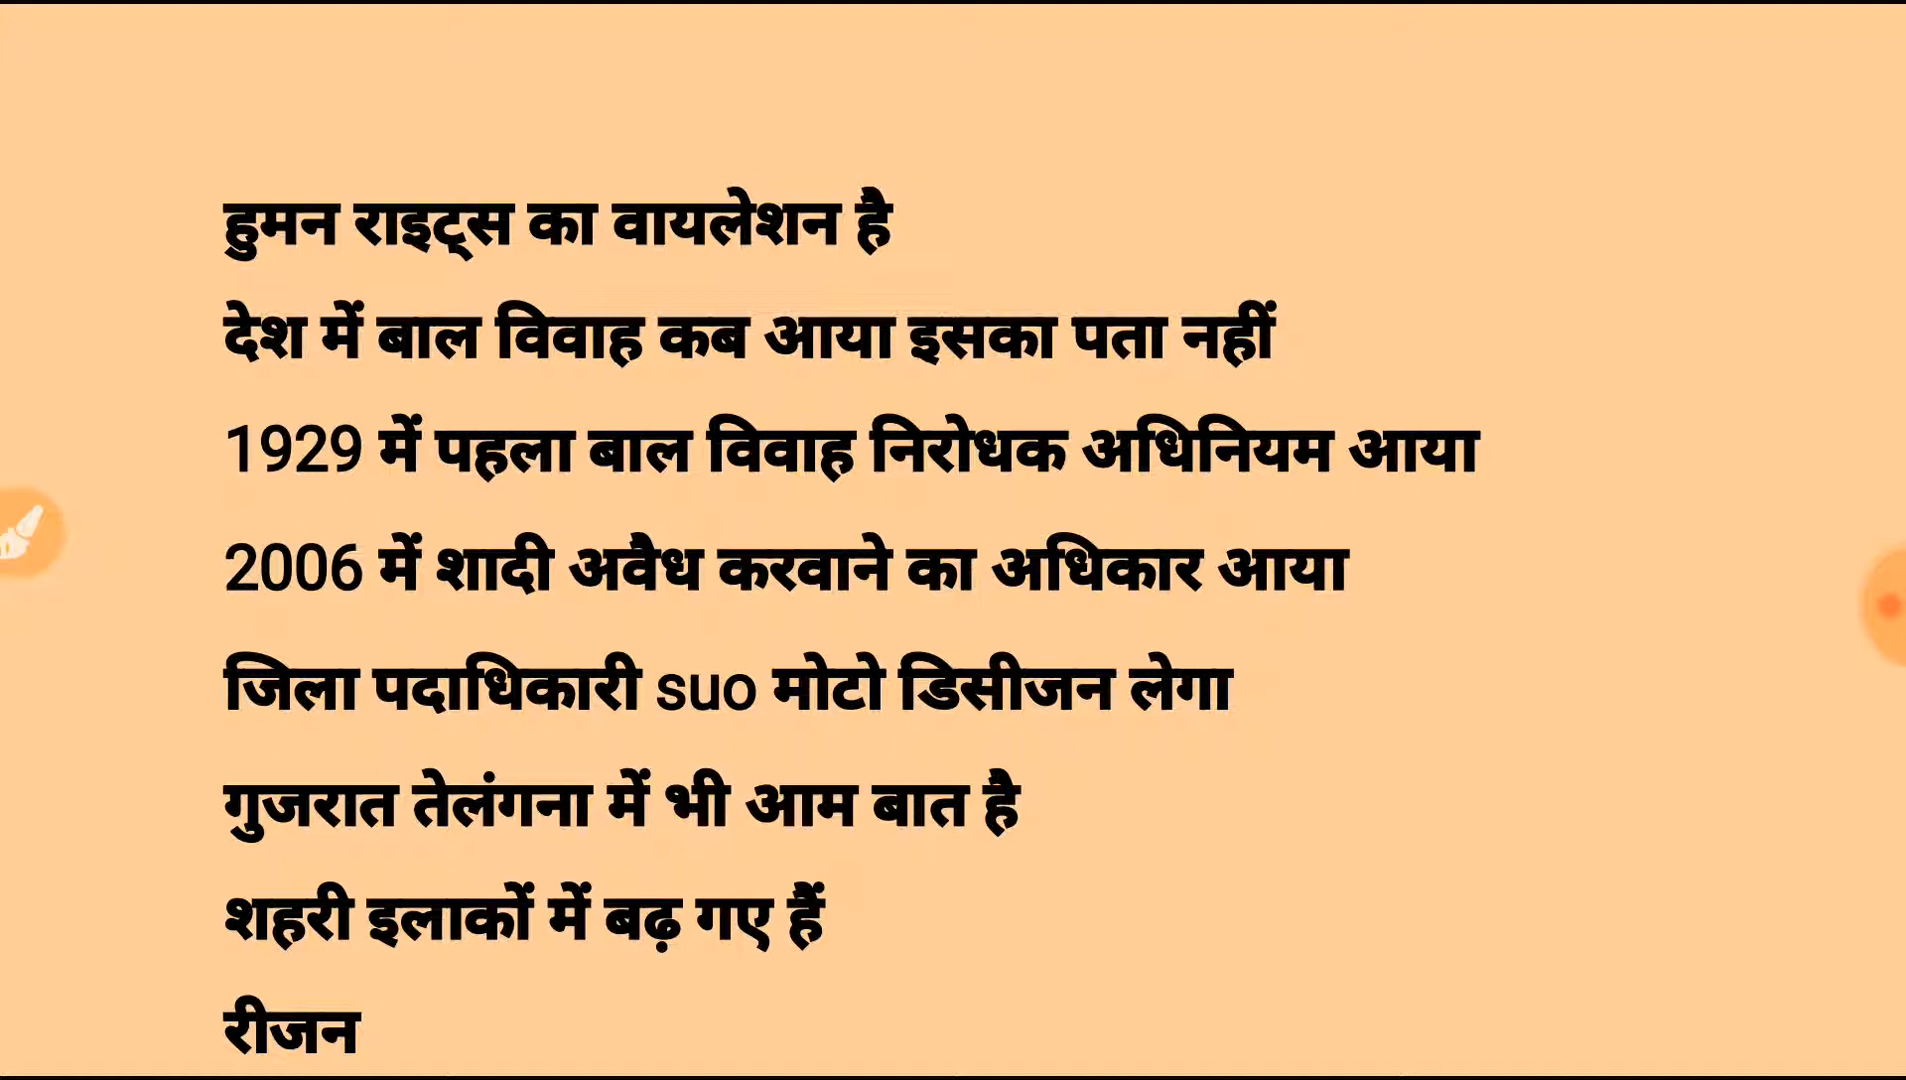 हुमन राइट्स का वायलेशन है
देश में बाल विवाह कब आया इसका पता नहीं
1929 में पहला बाल विवाह निरोधक अधिनियम आया
2006 में शादी अवैध करवाने का अधिकार आया
जिला पदाधिकारी suo मोटो डिसीजन लेगा
गुजरात तेलंगना में भी आम बात है
शहरी इलाकों में बढ़ गए हैं
रीजन